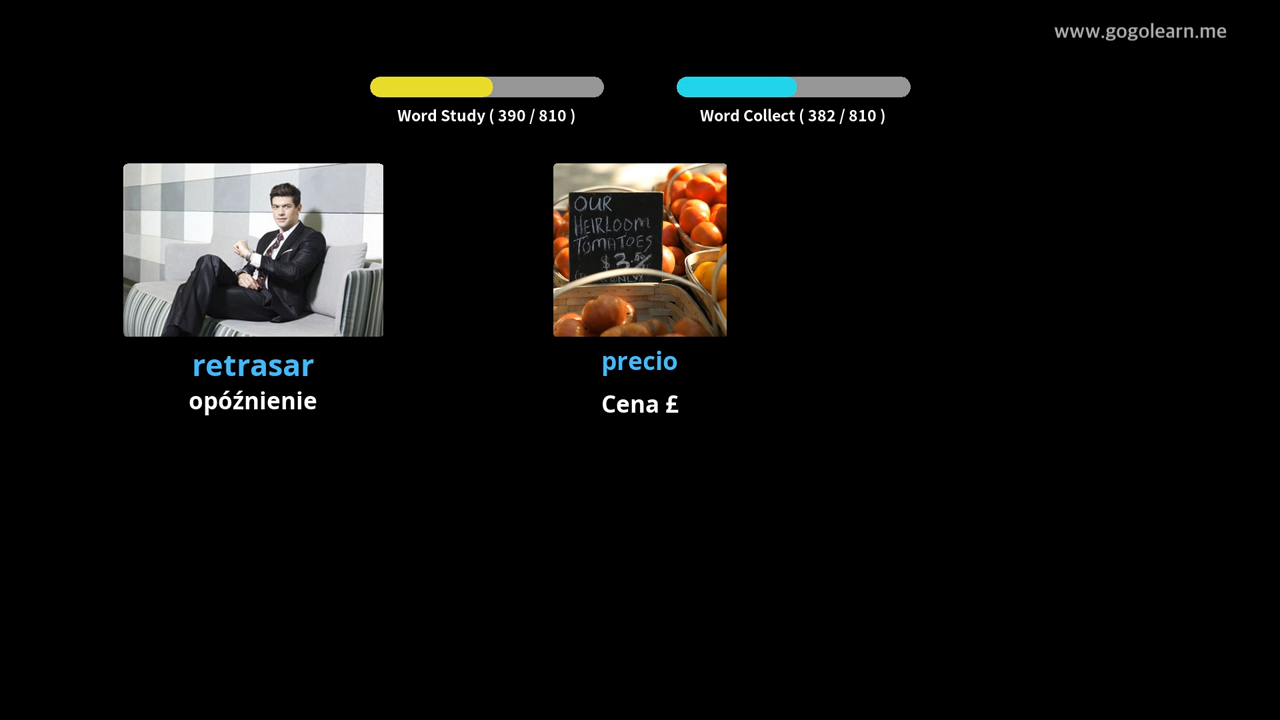 www.gogolearn.me
Word Study ( 390 / 810 )
Word Collect ( 382 / 810 )
OUR
HEIRLOOM
TOMATOES
retrasar
opóźnienie
precio
Cena £